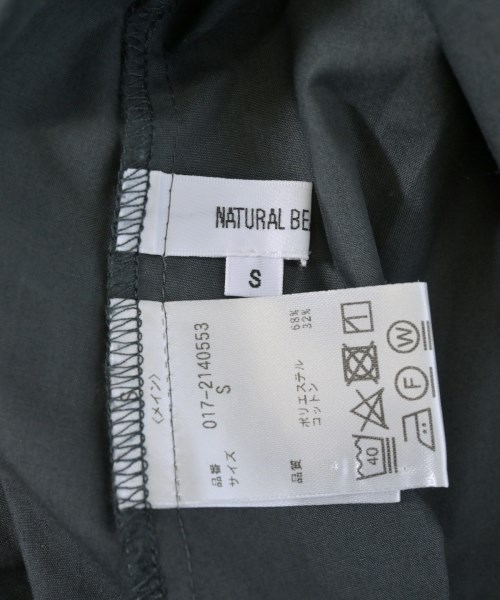 NATURAL BE
S
〈メイン〉
品番 017-2140553
サイズ S
品質 ポリエステル 68%
コットン 32%
40
W
F